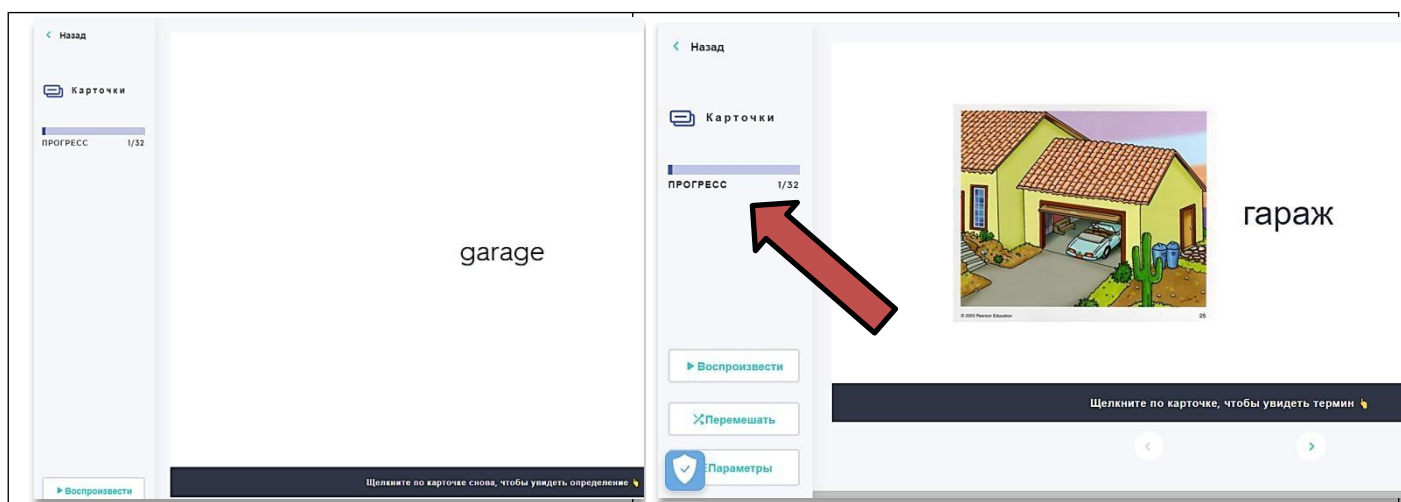 Назад
Карточки
ПРОГРЕСС 1/32
garage
Щелкните по карточке снова, чтобы увидеть определение
Воспроизвести
Назад
Карточки
ПРОГРЕСС 1/32
гараж
© 2003 Pearson Education 25
Воспроизвести
Щелкните по карточке, чтобы увидеть термин
Перемешать
Параметры